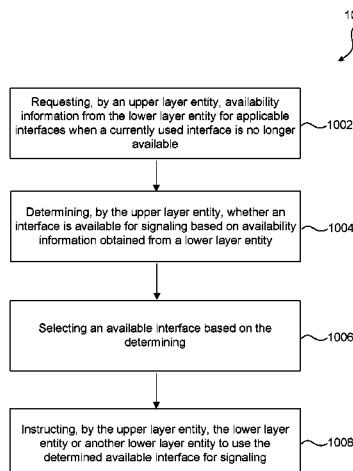 10
Requesting, by an upper layer entity, availability
information from the lower layer entity for applicable
interfaces when a currently used interface is no longer
available
1002
Determining, by the upper layer entity, whether an
interface is available for signaling based on availability
information obtained from a lower layer entity
1004
Selecting an available interface based on the
determining
1006
Instructing, by the upper layer entity, the lower layer
entity or another lower layer entity to use the
determined available interface for signaling
1008